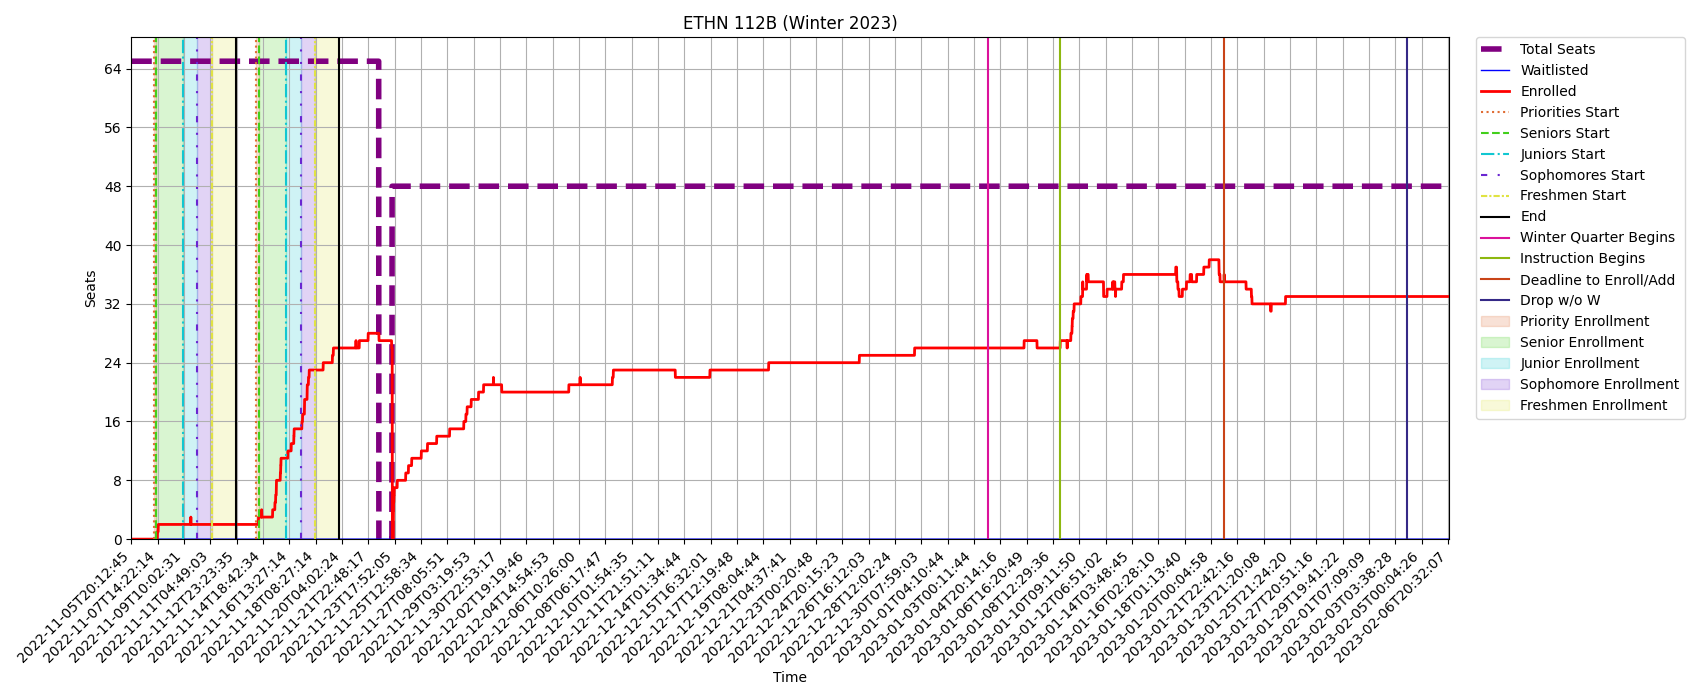 ETHN 112B (Winter 2023)
Seats
64
56
48
40
32
24
16
8
0
2022-11-05T20:12:45
2022-11-07T14:22:14
2022-11-09T10:02:31
2022-11-11T04:49:03
2022-11-12T23:23:35
2022-11-14T18:42:34
2022-11-16T13:27:14
2022-11-18T08:27:14
2022-11-20T04:02:24
2022-11-21T22:48:17
2022-11-23T17:52:05
2022-11-25T12:58:34
2022-11-27T08:05:51
2022-11-29T03:19:53
2022-11-30T22:53:17
2022-12-02T19:19:46
2022-12-04T14:54:53
2022-12-06T10:26:00
2022-12-08T06:17:47
2022-12-10T01:54:35
2022-12-11T21:51:11
2022-12-14T01:34:44
2022-12-15T16:32:01
2022-12-17T12:19:48
2022-12-19T08:04:44
2022-12-21T04:37:41
2022-12-23T00:20:48
2022-12-24T20:15:23
2022-12-26T16:12:03
2022-12-28T12:02:24
2022-12-30T07:59:03
2023-01-01T04:10:44
2023-01-03T00:11:44
2023-01-04T20:14:16
2023-01-06T16:20:49
2023-01-08T12:29:36
2023-01-10T09:11:50
2023-01-12T06:51:02
2023-01-14T03:48:45
2023-01-16T02:28:10
2023-01-18T01:13:40
2023-01-20T00:04:58
2023-01-21T22:42:16
2023-01-23T21:20:08
2023-01-25T21:24:20
2023-01-27T20:51:16
2023-01-29T19:41:22
2023-02-01T07:09:09
2023-02-03T03:38:28
2023-02-05T00:04:26
2023-02-06T20:32:07
Time
Total Seats
Waitlisted
Enrolled
Priorities Start
Seniors Start
Juniors Start
Sophomores Start
Freshmen Start
End
Winter Quarter Begins
Instruction Begins
Deadline to Enroll/Add
Drop w/o W
Priority Enrollment
Senior Enrollment
Junior Enrollment
Sophomore Enrollment
Freshmen Enrollment